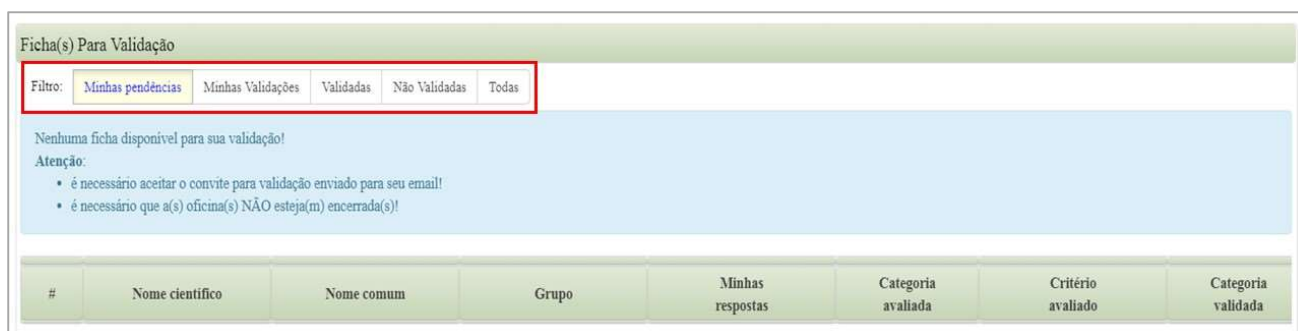 Ficha(s) Para Validação
Filtro: Minhas pendências Minhas Validações Validadas Não Validadas Todas
Nenhuma ficha disponível para sua validação!
Atenção:
• é necessário aceitar o convite para validação enviado para seu email!
• é necessário que a(s) oficina(s) NÃO esteja(m) encerrada(s)!
# Nome científico Nome comum Grupo Minhas respostas Categoria avaliada Critério avaliado Categoria validada